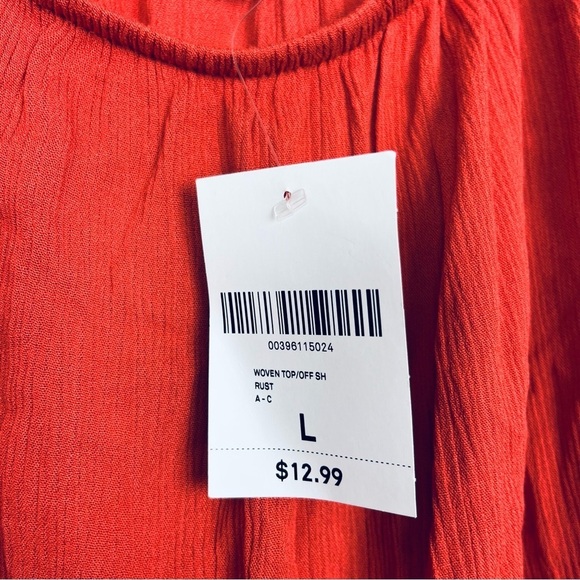 00396115024
WOVEN TOP/OFF SH
RUST
A - C
L
$12.99